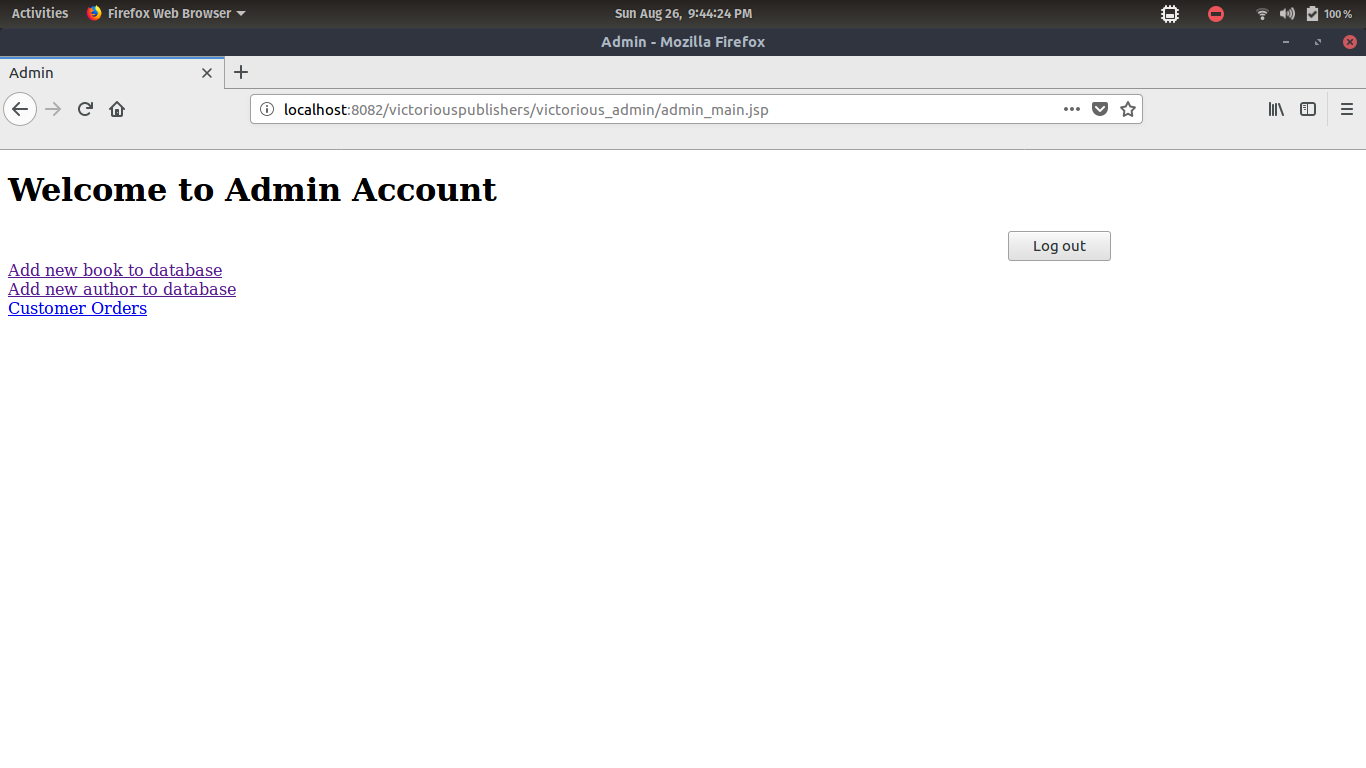 Activities Firefox Web Browser Sun Aug 26, 9:44:24 PM 100 %
Admin - Mozilla Firefox
Admin
localhost:8082/victoriouspublishers/victorious_admin/admin_main.jsp
Welcome to Admin Account
Log out
Add new book to database
Add new author to database
Customer Orders